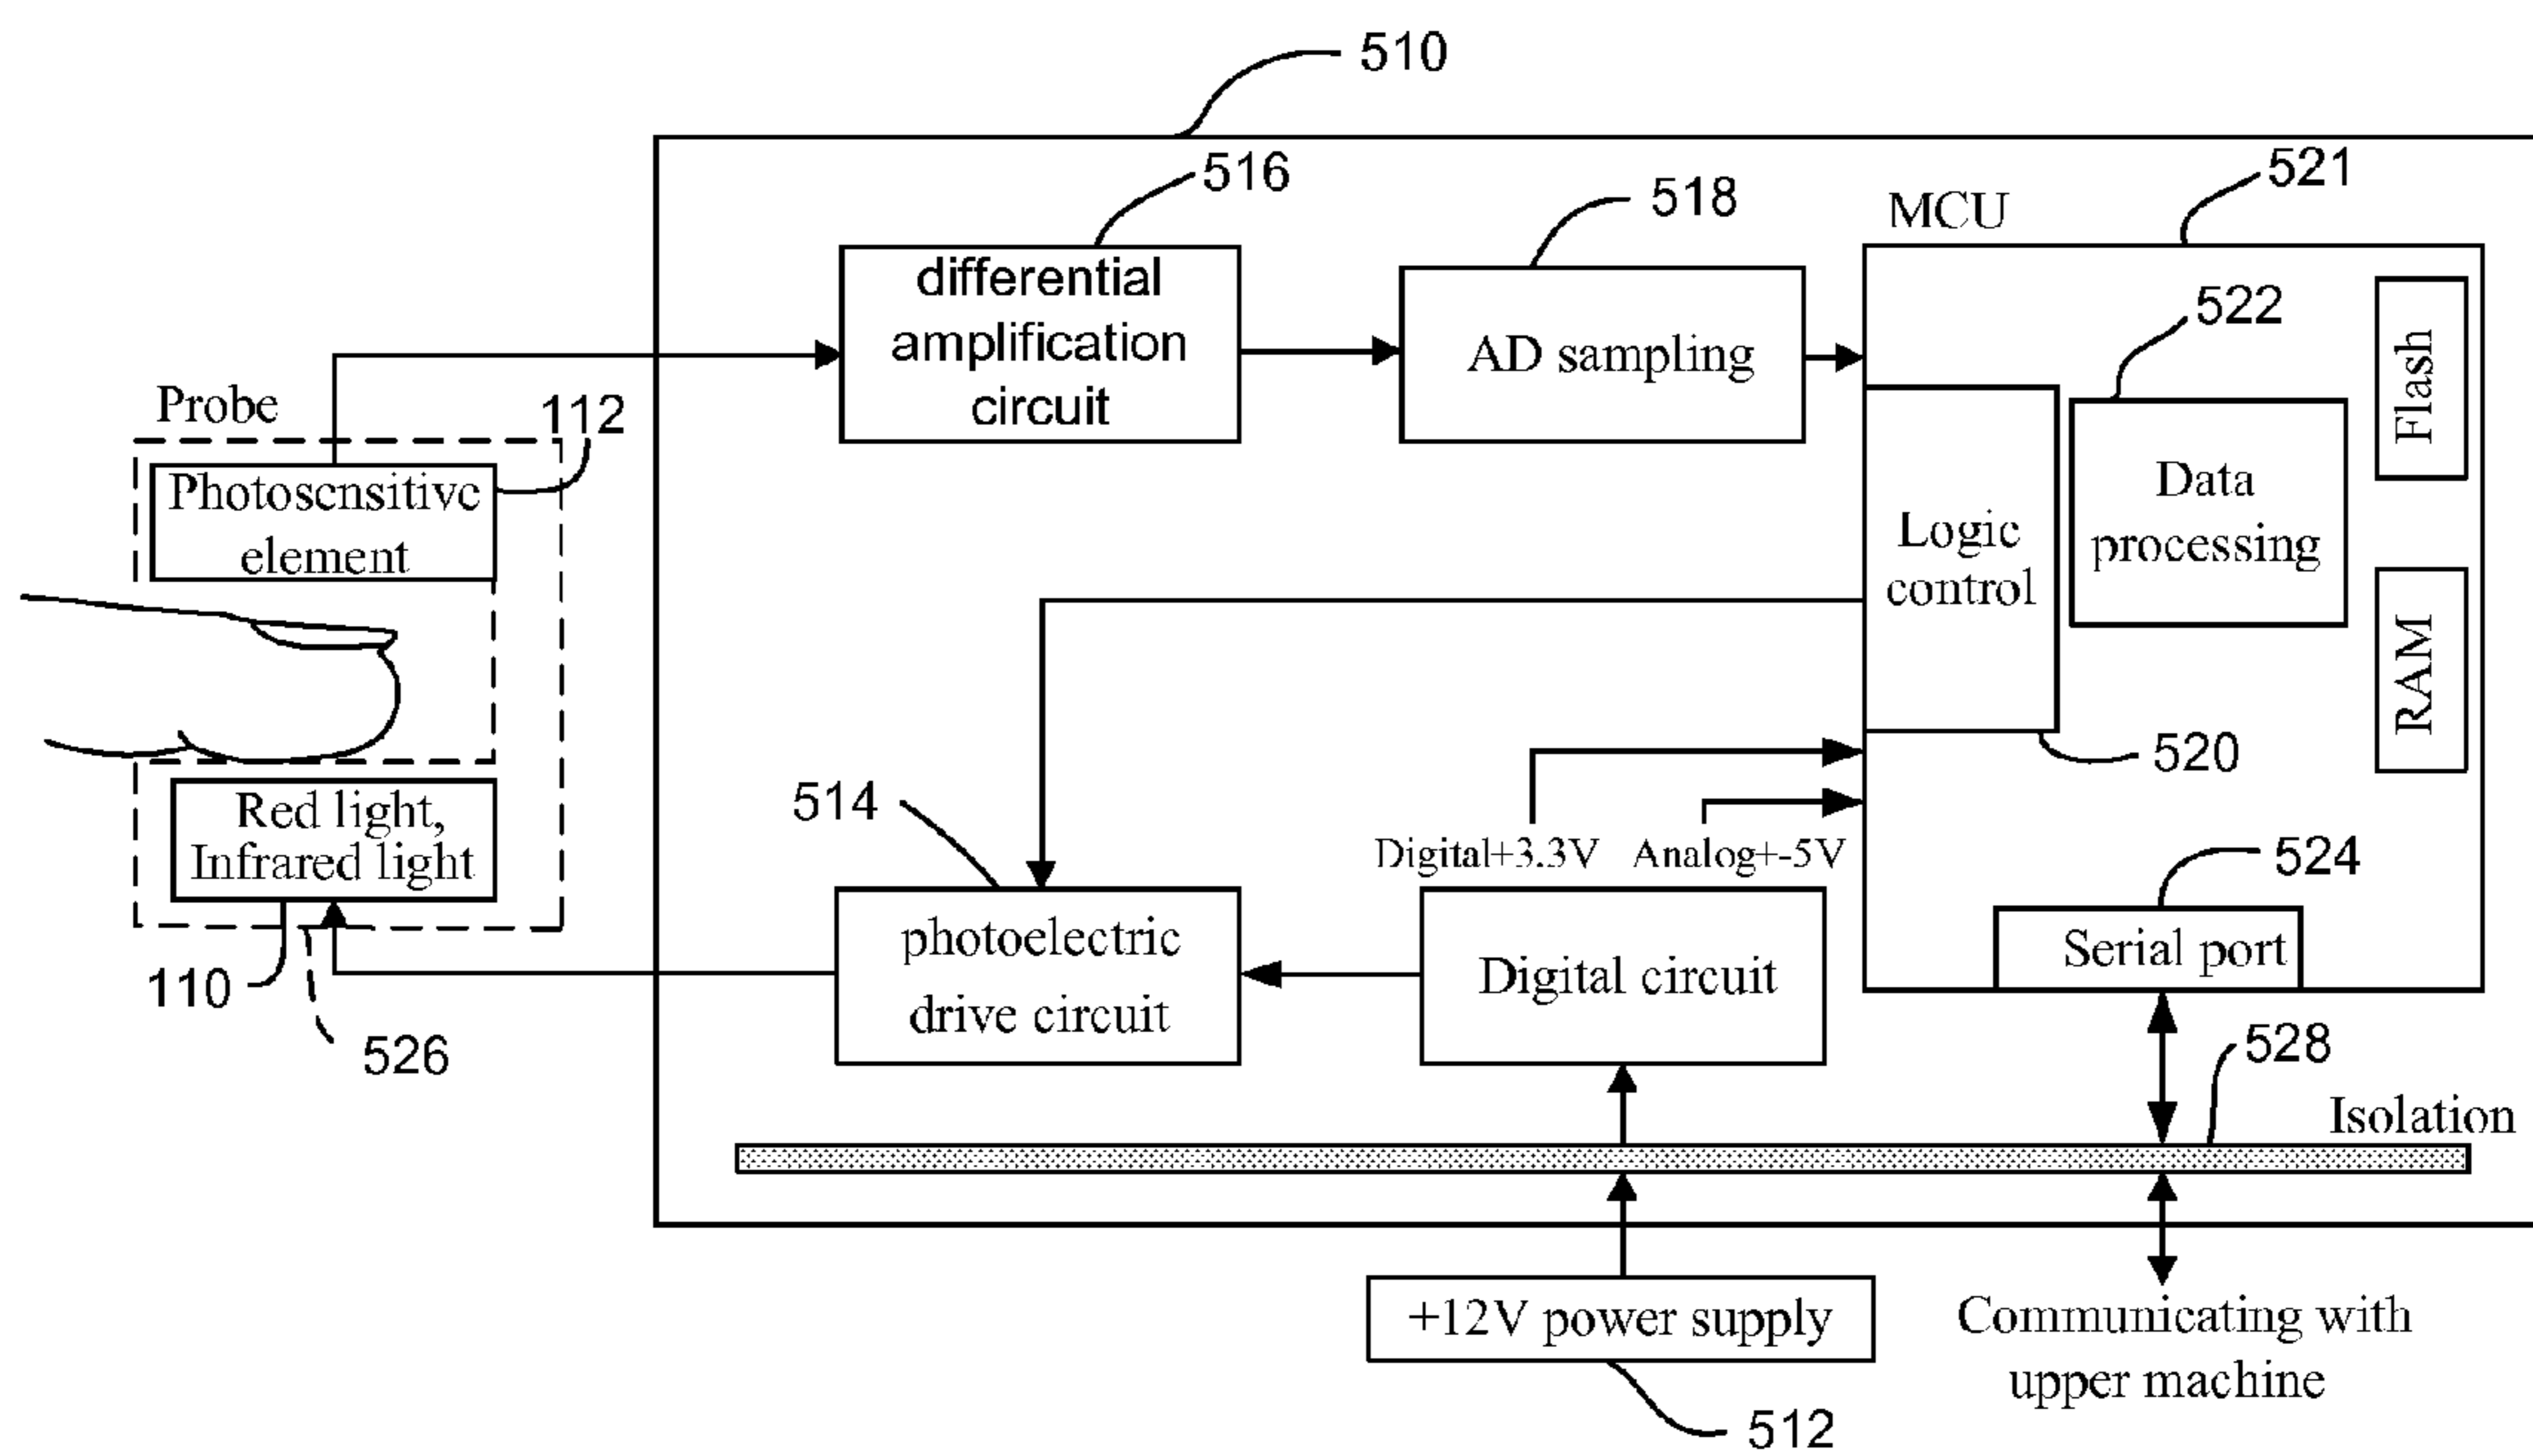 510
516
518
521
MCU
differential
amplification
circuit
AD sampling
522
Flash
Probe
112
Photosensitive
element
Data
processing
Logic
control
RAM
520
Red light,
Infrared light
514
Digital+3.3V
Analog+-5V
524
photoelectric
drive circuit
Digital circuit
Serial port
110
526
528
Isolation
+12V power supply
Communicating with
upper machine
512